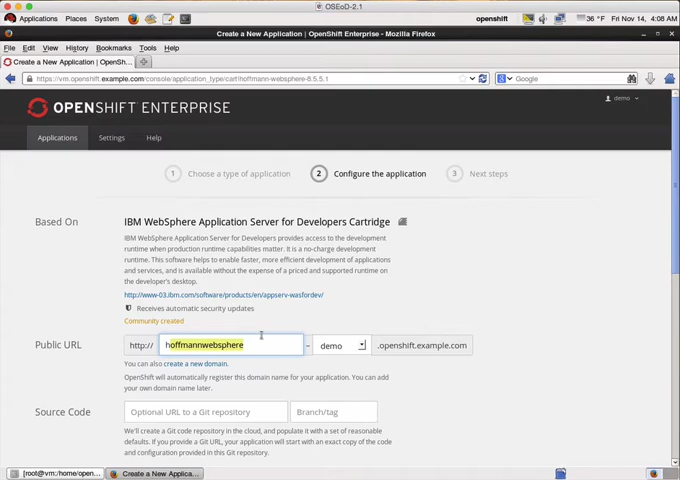 OSEoD-2.1
Applications Places System openshift 36 °F Fri Nov 14, 4:08 AM
Create a New Application | OpenShift Enterprise - Mozilla Firefox
File Edit View History Bookmarks Tools Help
Create a New Application | OpenSh...
https://vm.openshift.example.com/console/application_type/cart!hoffmann-websphere-8.5.5.1 Google
OPENSHIFT ENTERPRISE demo
Applications Settings Help
1 Choose a type of application 2 Configure the application 3 Next steps
Based On IBM WebSphere Application Server for Developers Cartridge
IBM WebSphere Application Server for Developers provides access to the development
runtime when production runtime capabilities matter. It is a no-charge development
runtime. This software helps to enable faster, more efficient development of applications
and services, and is available without the expense of a priced and supported runtime on
the developer's desktop.
http://www-03.ibm.com/software/products/en/appserv-wasfordev/
Receives automatic security updates
Community created
Public URL http:// hoffmannwebsphere – demo .openshift.example.com
You can also create a new domain.
OpenShift will automatically register this domain name for your application. You can add
your own domain name later.
Source Code Optional URL to a Git repository Branch/tag
We'll create a Git code repository in the cloud, and populate it with a set of reasonable
defaults. If you provide a Git URL, your application will start with an exact copy of the code
and configuration provided in this Git repository.
[root@vm:/home/open... Create a New Applica...